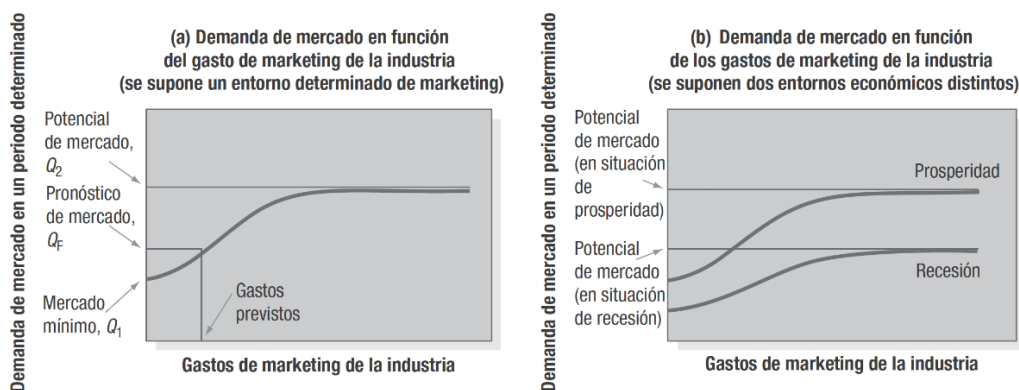 (a) Demanda de mercado en función
del gasto de marketing de la industria
(se supone un entorno determinado de marketing)
Demanda de mercado en un periodo determinado
Potencial
de mercado,
Q2
Pronóstico
de mercado,
QF
Mercado
mínimo, Q1
Gastos
previstos
Gastos de marketing de la industria
(b) Demanda de mercado en función
de los gastos de marketing de la industria
(se suponen dos entornos económicos distintos)
Demanda de mercado en un periodo determinado
Potencial
de mercado
(en situación
de
prosperidad)
Prosperidad
Potencial
de mercado
(en situación
de recesión)
Recesión
Gastos de marketing de la industria